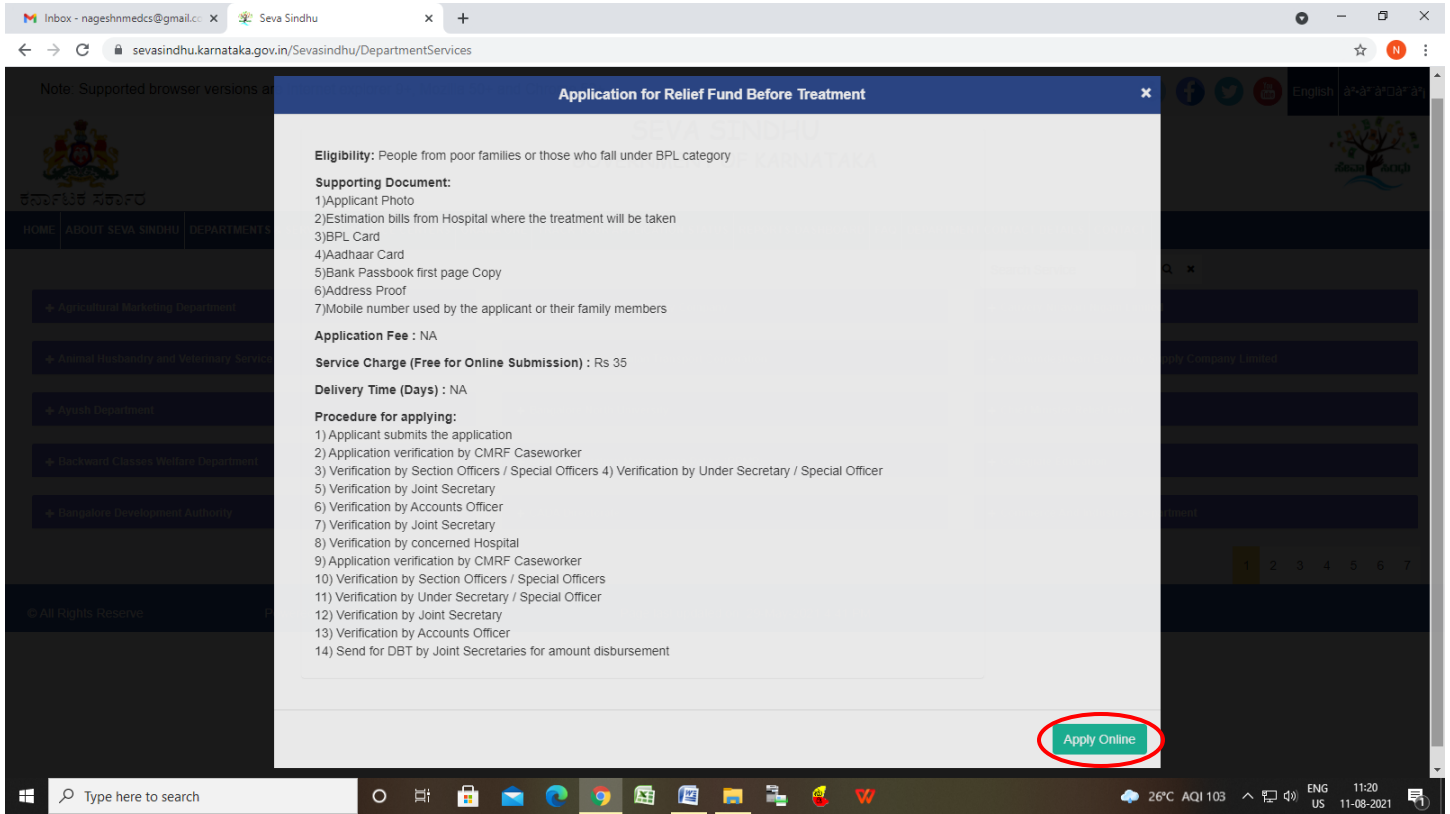 Inbox - nageshnmedcs@gmail.cc
Seva Sindhu
sevasindhu.karnataka.gov.in/Sevasindhu/DepartmentServices
N
Note: Supported browser versions ar
Application for Relief Fund Before Treatment
English
SEVA SINDHU
KARNATAKA
ಕರ್ನಾಟಕ ಸರ್ಕಾರ
ಸೇವಾ ಸಿಂಧು
HOME ABOUT SEVA SINDHU DEPARTMENTS
Eligibility: People from poor families or those who fall under BPL category
Supporting Document:
1)Applicant Photo
2)Estimation bills from Hospital where the treatment will be taken
3)BPL Card
4)Aadhaar Card
5)Bank Passbook first page Copy
6)Address Proof
7)Mobile number used by the applicant or their family members
Application Fee : NA
Service Charge (Free for Online Submission) : Rs 35
Delivery Time (Days) : NA
Procedure for applying:
1) Applicant submits the application
2) Application verification by CMRF Caseworker
3) Verification by Section Officers / Special Officers 4) Verification by Under Secretary / Special Officer
5) Verification by Joint Secretary
6) Verification by Accounts Officer
7) Verification by Joint Secretary
8) Verification by concerned Hospital
9) Application verification by CMRF Caseworker
10) Verification by Section Officers / Special Officers
11) Verification by Under Secretary / Special Officer
12) Verification by Joint Secretary
13) Verification by Accounts Officer
14) Send for DBT by Joint Secretaries for amount disbursement
Apply Online
Agricultural Marketing Department
Animal Husbandry and Veterinary Service
pply Company Limited
Ayush Department
Backward Classes Welfare Department
Bangalore Development Authority
artment
1 2 3 4 5 6 7
© All Rights Reserve P
Type here to search
26°C AQI 103
ENG
US
11:20
11-08-2021
1